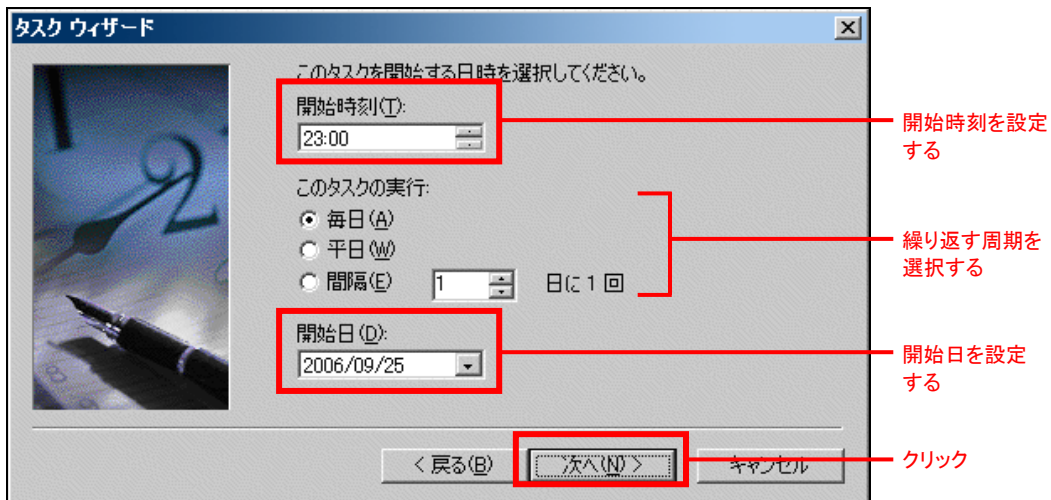 タスク ウィザード
このタスクを開始する日時を選択してください。
開始時刻(T):
23:00
開始時刻を設定
する
このタスクの実行:
毎日(A)
平日(W)
間隔(E) 1 日に 1 回
繰り返す周期を
選択する
開始日(D):
2006/09/25
開始日を設定
する
< 戻る(B) 次へ(N) > キャンセル
クリック